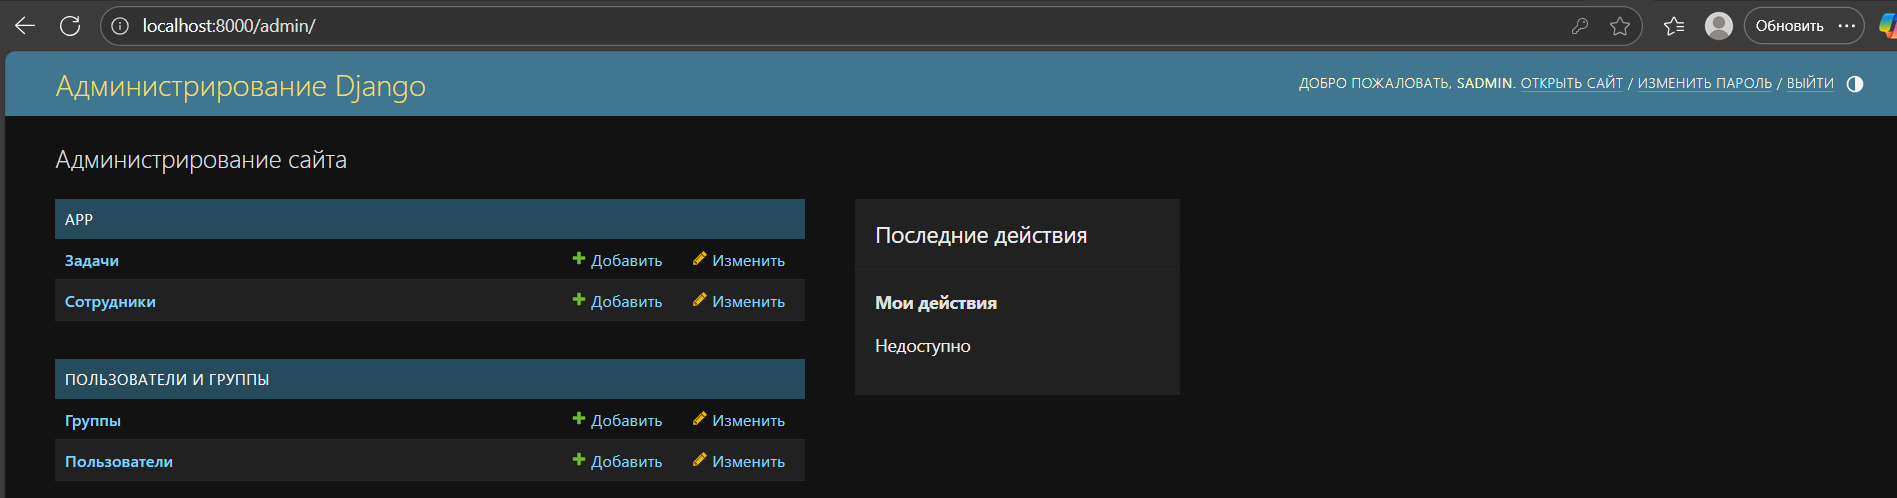 localhost:8000/admin/
Обновить
Администрирование Django
ДОБРО ПОЖАЛОВАТЬ, SADMIN. ОТКРЫТЬ САЙТ / ИЗМЕНИТЬ ПАРОЛЬ / ВЫЙТИ
Администрирование сайта
APP
Задачи Добавить Изменить
Сотрудники Добавить Изменить
ПОЛЬЗОВАТЕЛИ И ГРУППЫ
Группы Добавить Изменить
Пользователи Добавить Изменить
Последние действия
Мои действия
Недоступно